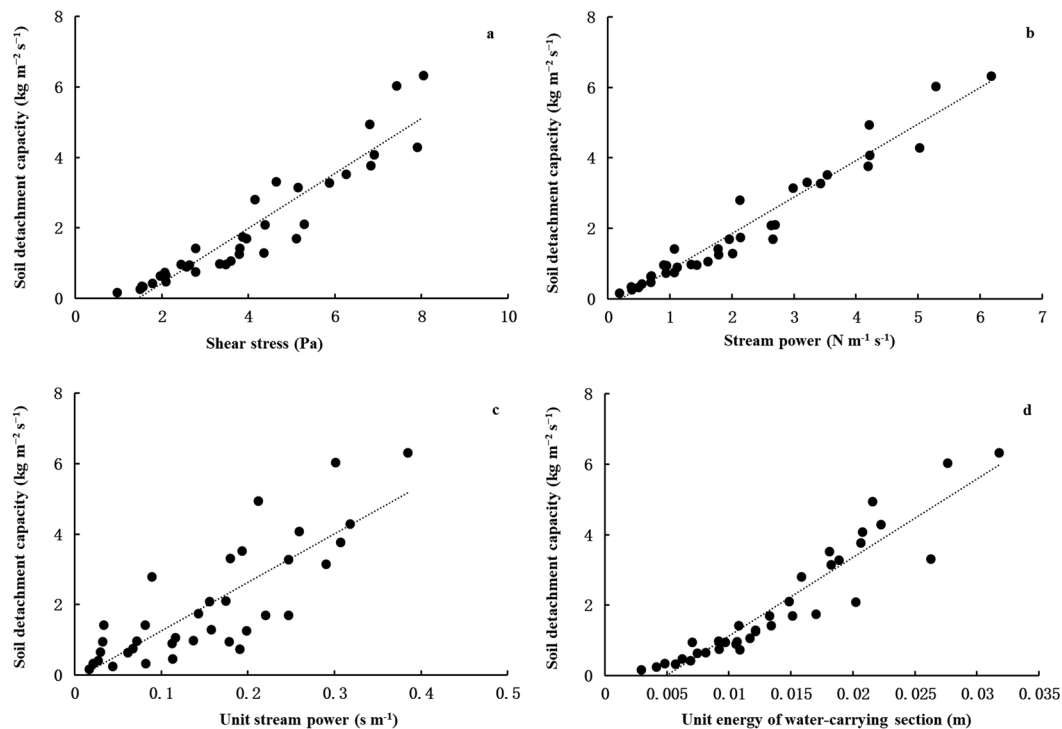 a
Soil detachment capacity (kg m⁻² s⁻¹)
8
6
4
2
0
0 2 4 6 8 10
Shear stress (Pa)
b
Soil detachment capacity (kg m⁻² s⁻¹)
8
6
4
2
0
0 1 2 3 4 5 6 7
Stream power (N m⁻¹ s⁻¹)
c
Soil detachment capacity (kg m⁻² s⁻¹)
8
6
4
2
0
0 0.1 0.2 0.3 0.4 0.5
Unit stream power (s m⁻¹)
d
Soil detachment capacity (kg m⁻² s⁻¹)
8
6
4
2
0
0 0.005 0.01 0.015 0.02 0.025 0.03 0.035
Unit energy of water-carrying section (m)